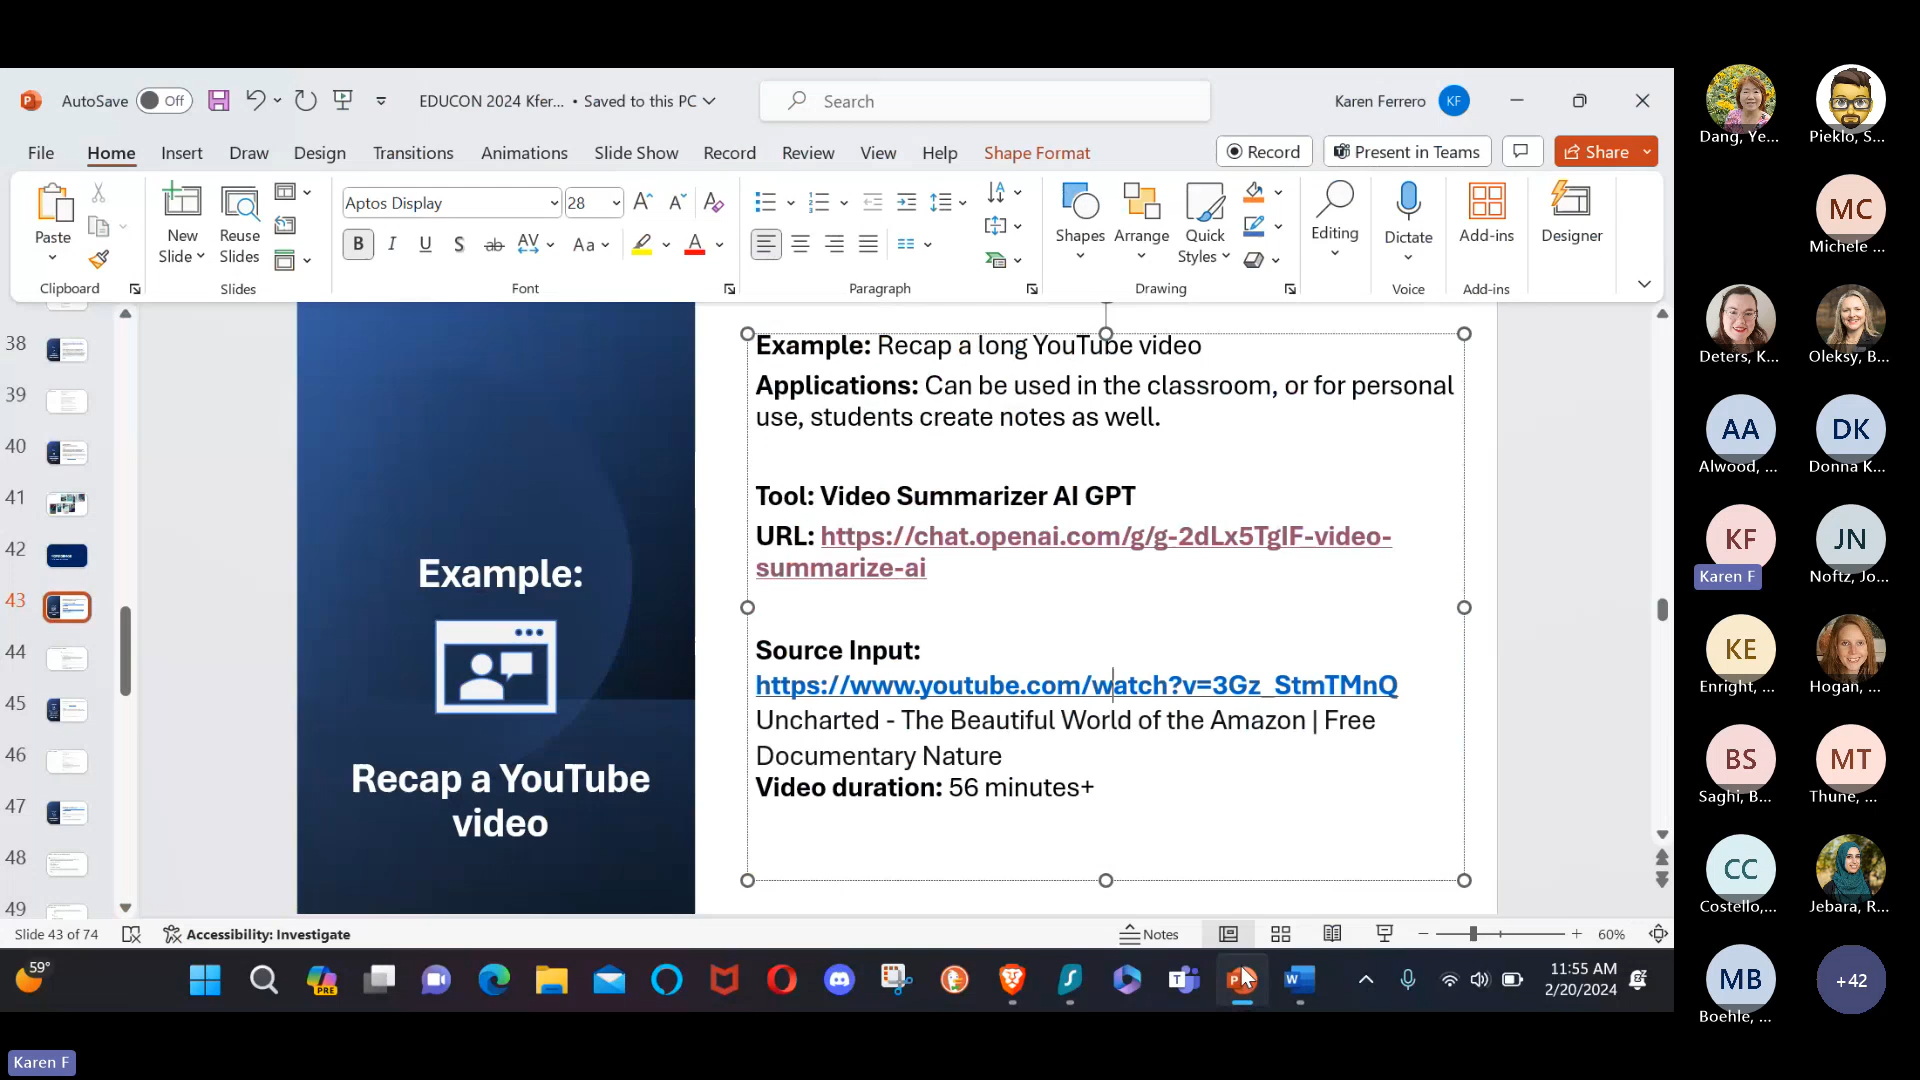 AutoSave Off EDUCON 2024 Kfer... • Saved to this PC Search Karen Ferrero KF
File Home Insert Draw Design Transitions Animations Slide Show Record Review View Help Shape Format Record Present in Teams Share
Paste
New Slide
Reuse Slides
Aptos Display 28
B I U S ab AV Aa A
Shapes Arrange Quick Styles Editing Dictate Add-ins Designer
Clipboard Slides Font Paragraph Drawing Voice Add-ins
38
39
40
41
42
43
44
45
46
47
48
49
Example:
Recap a YouTube
video
Example: Recap a long YouTube video
Applications: Can be used in the classroom, or for personal
use, students create notes as well.
Tool: Video Summarizer AI GPT
URL: https://chat.openai.com/g/g-2dLx5TglF-video-
summarize-ai
Source Input:
https://www.youtube.com/watch?v=3Gz_StmTMnQ
Uncharted - The Beautiful World of the Amazon | Free
Documentary Nature
Video duration: 56 minutes+
Slide 43 of 74 Accessibility: Investigate Notes 60%
59°
PRE
11:55 AM
2/20/2024
Karen F
Dang, Ye... Pieklo, S...
MC
Michele ...
Deters, K... Oleksy, B...
AA DK
Alwood, ... Donna K...
KF JN
Karen F Noftz, Jo...
KE
Enright, ... Hogan, ...
BS MT
Saghi, B... Thune, ...
CC
Costello,... Jebara, R...
MB +42
Boehle, ...